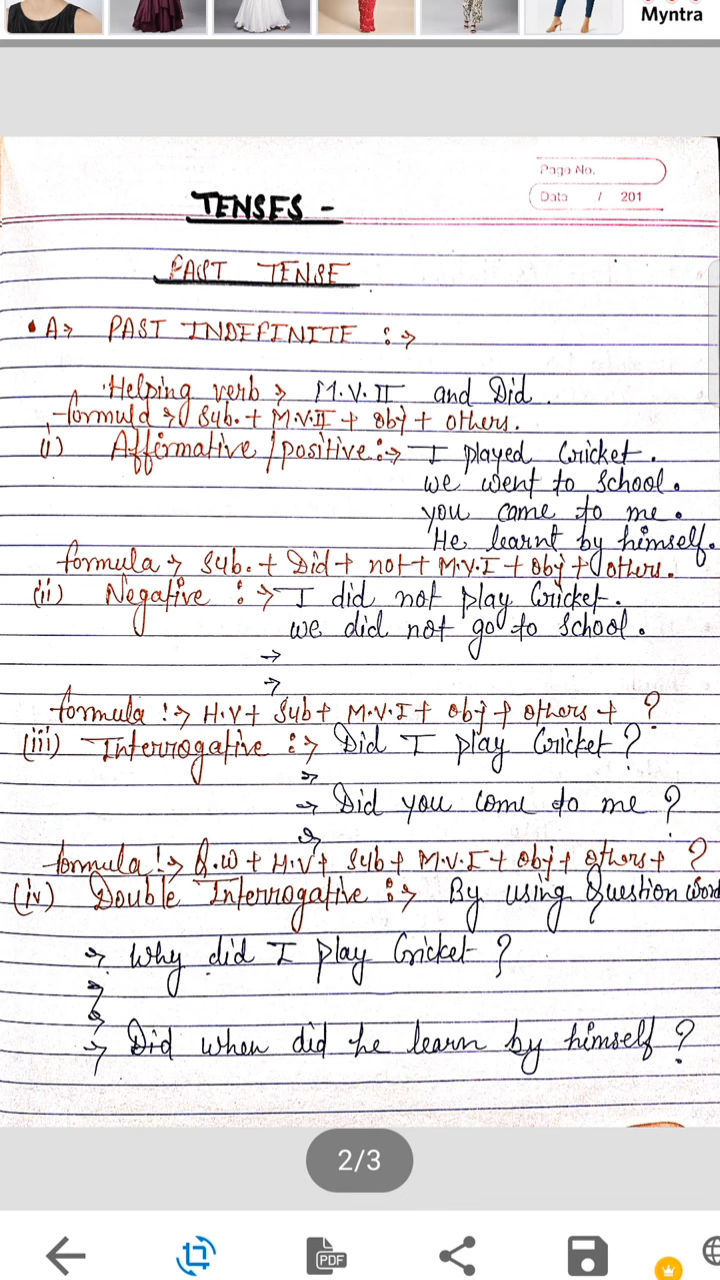 Myntra
Page No.
Date / 201
TENSES -
PAST TENSE
• A> PAST INDEFINITE :->
Helping verb > M.V.II and Did.
formula > Sub. + M.V.II + obj + others.
(i) Affirmative / positive :-> I played Cricket.
we went to school.
you came to me.
He learnt by himself.
formula > Sub. + Did + not + M.V.I + obj + others.
(ii) Negative :-> I did not play Cricket.
we did not go to school.
->
->
formula !-> H.V + Sub + M.V.I + obj + others + ?
(iii) Interrogative :-> Did I play Cricket?
->
-> Did you come to me ?
formula !-> Q.W + H.V + Sub + M.V.I + obj + others + ?
(iv) Double Interrogative :-> By using Question word
-> Why did I play Cricket ?
-> Did when did he learn by himself ?
2/3
PDF